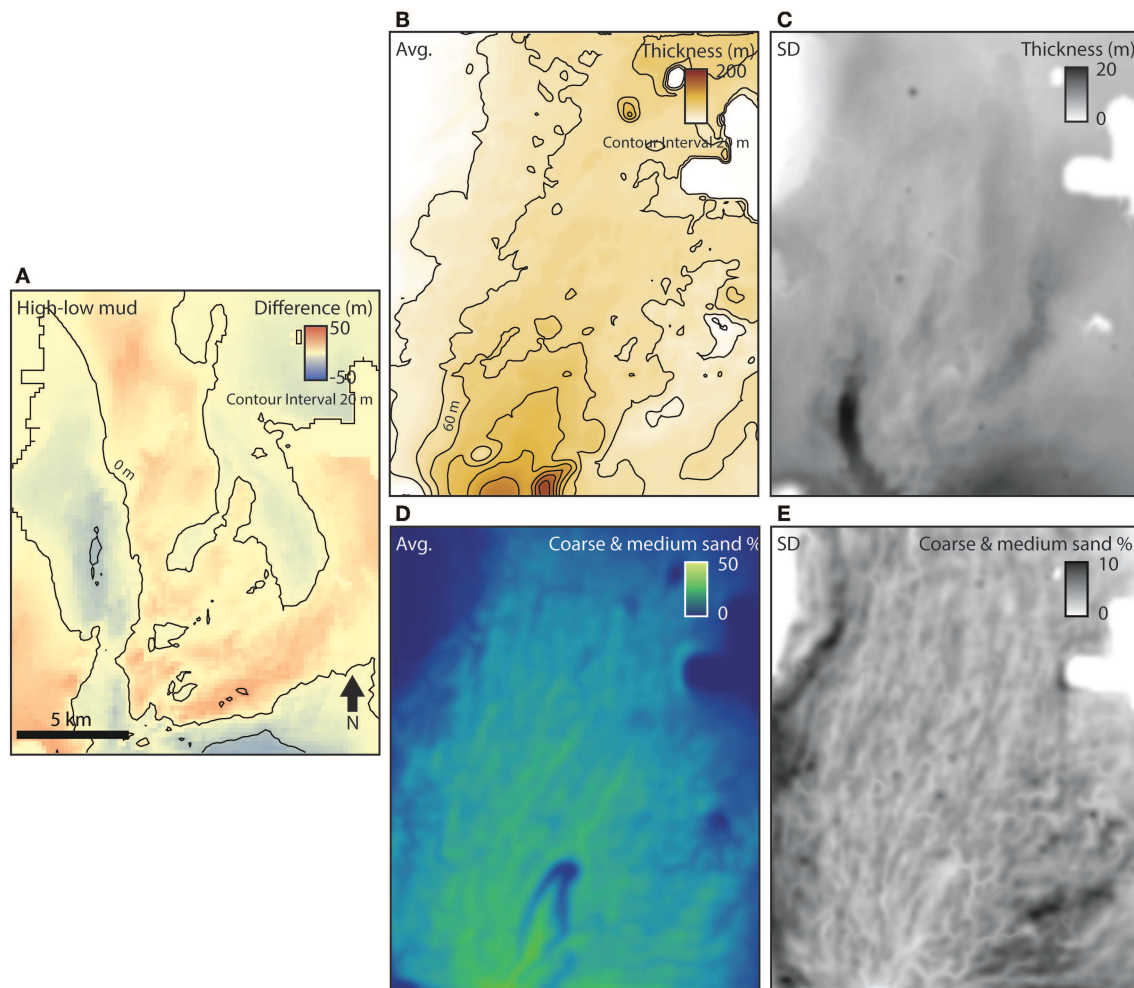 A
High-low mud
Difference (m)
50
-50
Contour Interval 20 m
0 m
5 km
N
B
Avg.
Thickness (m)
200
Contour Interval 20 m
60 m
C
SD
Thickness (m)
20
0
D
Avg.
Coarse & medium sand %
50
0
E
SD
Coarse & medium sand %
10
0